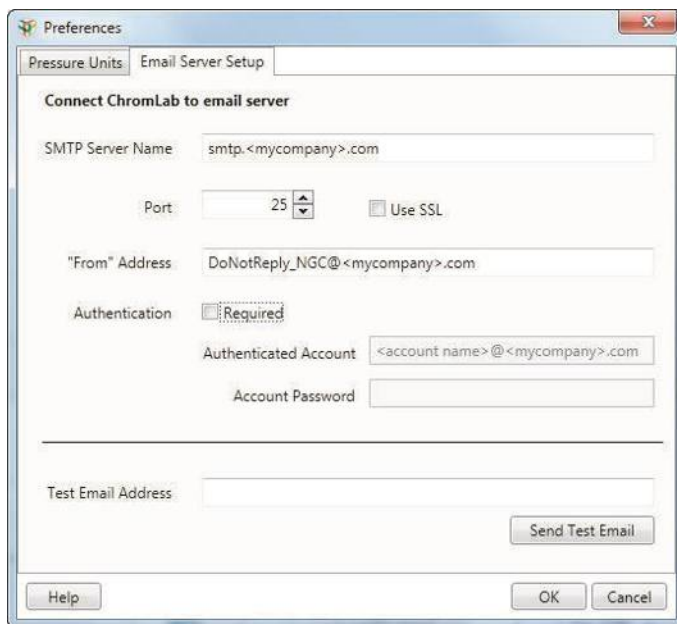 Preferences
Pressure Units Email Server Setup
Connect ChromLab to email server
SMTP Server Name smtp.<mycompany>.com
Port 25 Use SSL
"From" Address DoNotReply_NGC@<mycompany>.com
Authentication Required
Authenticated Account <account name>@<mycompany>.com
Account Password
Test Email Address
Send Test Email
Help OK Cancel